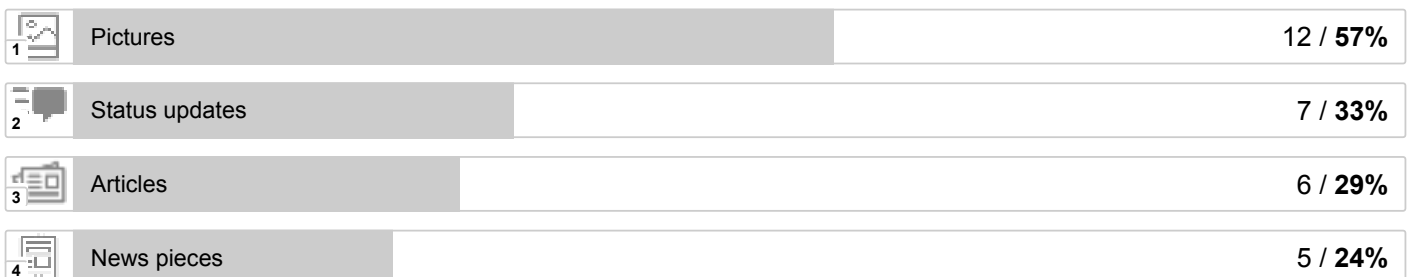 1 Pictures 12 / 57%
2 Status updates 7 / 33%
3 Articles 6 / 29%
4 News pieces 5 / 24%